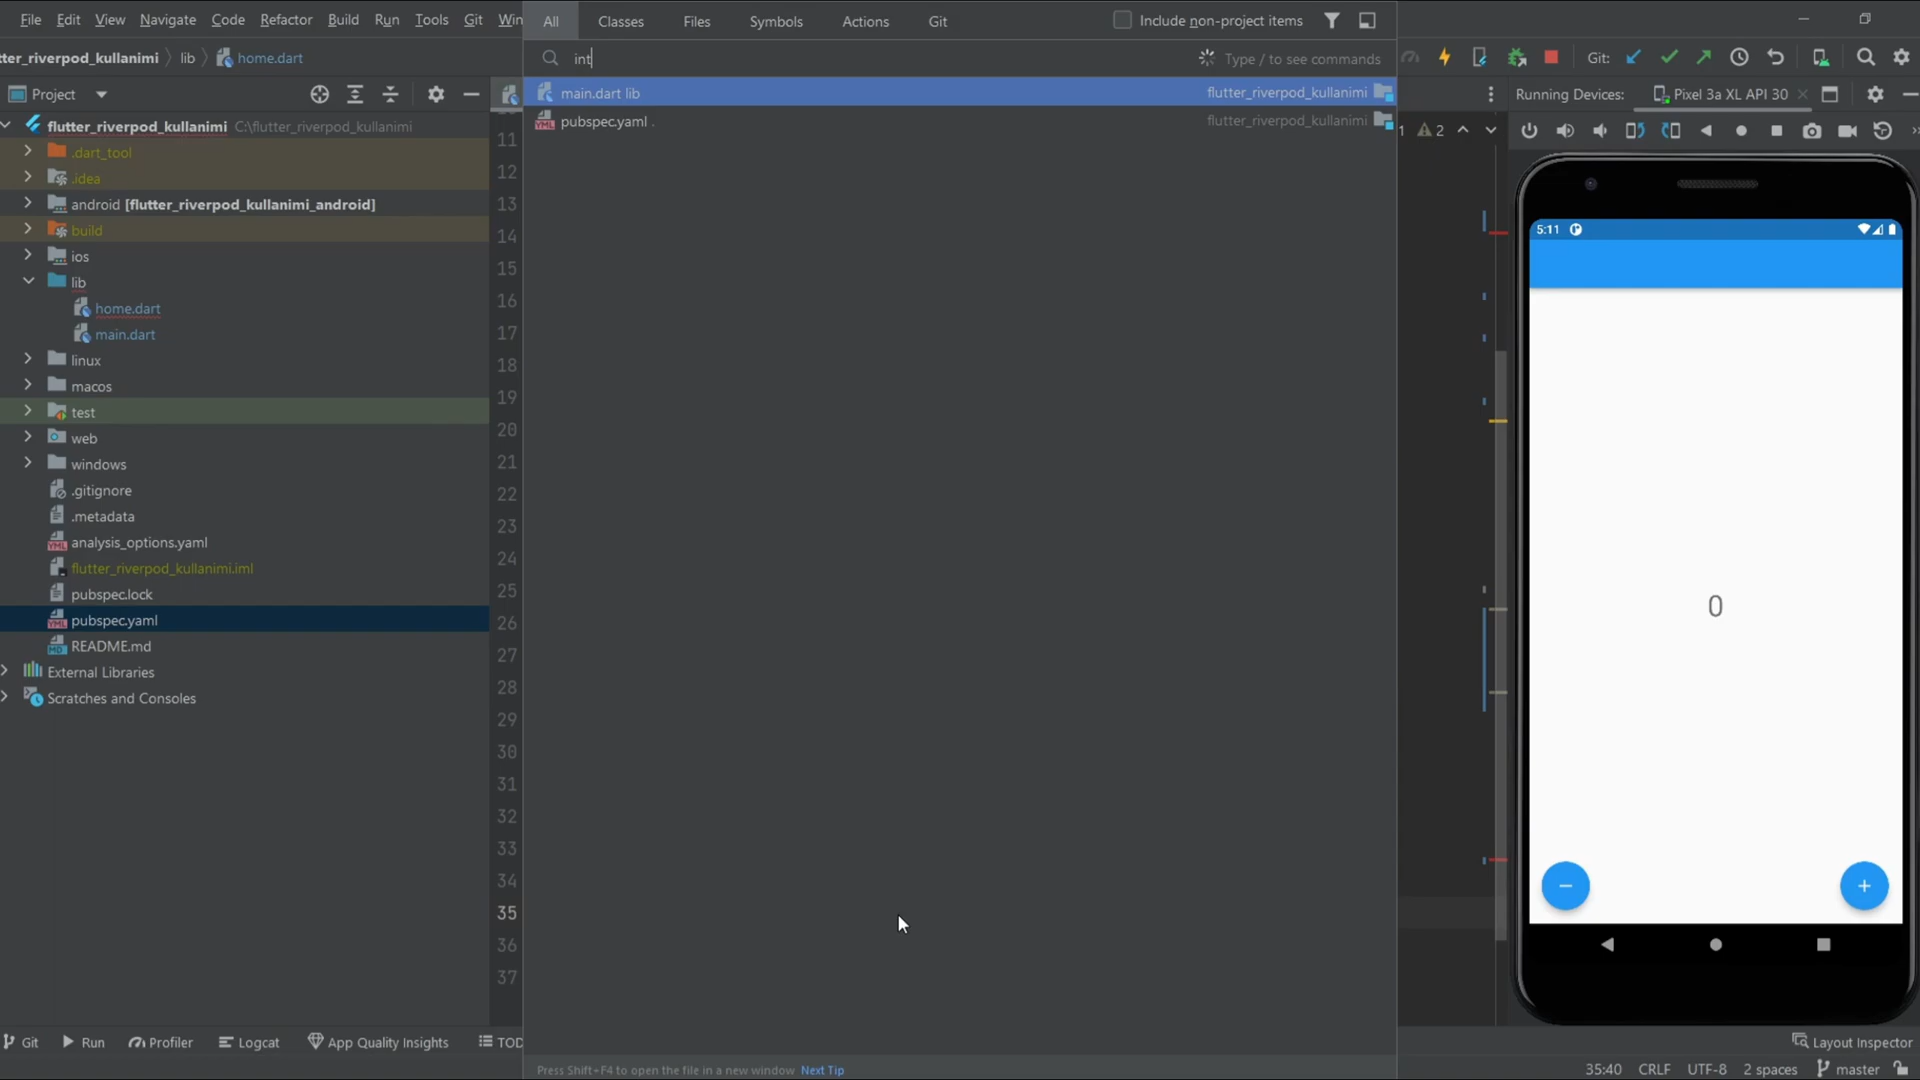 File Edit View Navigate Code Refactor Build Run Tools Git Win
All Classes Files Symbols Actions Git Include non-project items
tter_riverpod_kullanimi lib home.dart
int Type / to see commands
Git:
Project
main.dart lib flutter_riverpod_kullanimi
Running Devices: Pixel 3a XL API 30
pubspec.yaml . flutter_riverpod_kullanimi
flutter_riverpod_kullanimi C:\flutter_riverpod_kullanimi
1 2
.dart_tool
.idea
android [flutter_riverpod_kullanimi_android]
build
ios
lib
home.dart
main.dart
linux
macos
test
web
windows
.gitignore
.metadata
analysis_options.yaml
flutter_riverpod_kullanimi.iml
pubspec.lock
pubspec.yaml
README.md
External Libraries
Scratches and Consoles
11
12
13
14
15
16
17
18
19
20
21
22
23
24
25
26
27
28
29
30
31
32
33
34
35
36
37
5:11
0
− +
Git Run Profiler Logcat App Quality Insights TOD Layout Inspector
Press Shift+F4 to open the file in a new window Next Tip
35:40 CRLF UTF-8 2 spaces master